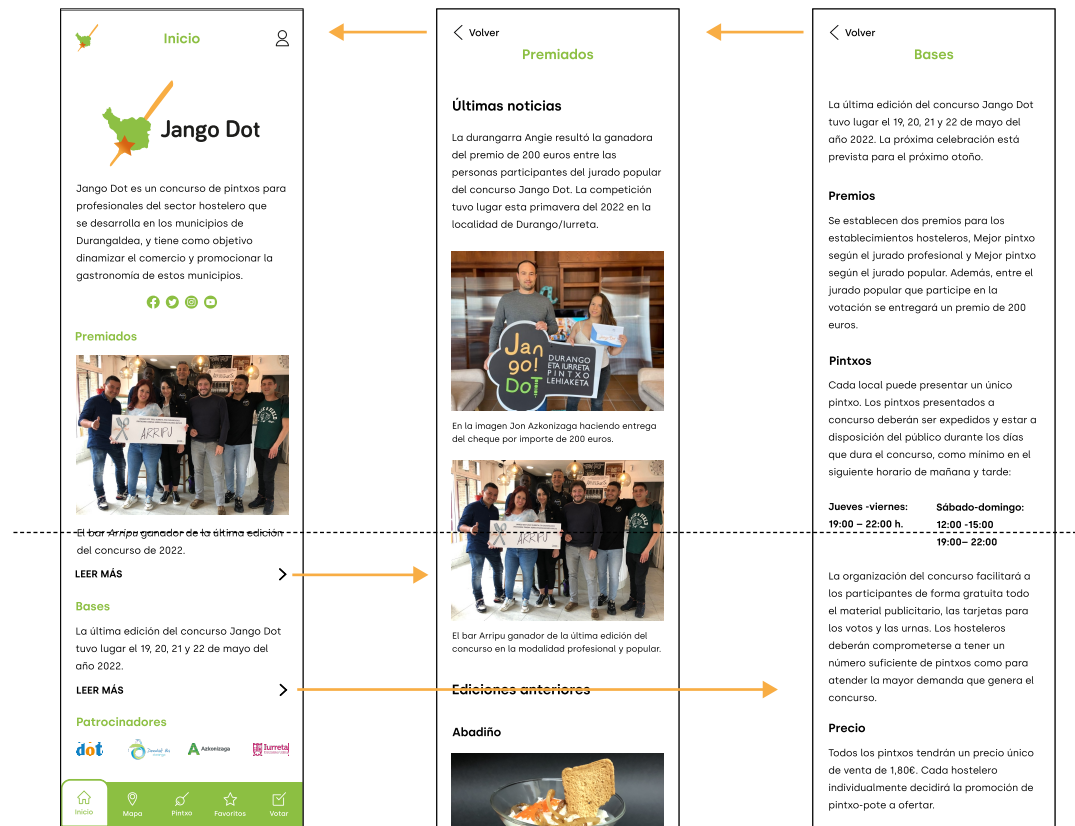 Inicio
Jango Dot
Jango Dot es un concurso de pintxos para
profesionales del sector hostelero que
se desarrolla en los municipios de
Durangaldea, y tiene como objetivo
dinamizar el comercio y promocionar la
gastronomía de estos municipios.
Premiados
ARRIPU
El bar Arripu ganador de la última edición
del concurso de 2022.
LEER MÁS
Bases
La última edición del concurso Jango Dot
tuvo lugar el 19, 20, 21 y 22 de mayo del
año 2022.
LEER MÁS
Patrocinadores
dot
Azkonizaga
Iurreta
Inicio
Mapa
Pintxo
Favoritos
Votar
Volver
Premiados
Últimas noticias
La durangarra Angie resultó la ganadora
del premio de 200 euros entre las
personas participantes del jurado popular
del concurso Jango Dot. La competición
tuvo lugar esta primavera del 2022 en la
localidad de Durango/Iurreta.
Jan
go!
DoT
DURANGO
ETA IURRETA
PINTXO
LEHIAKETA
En la imagen Jon Azkonizaga haciendo entrega
del cheque por importe de 200 euros.
ARRIPU
El bar Arripu ganador de la última edición del
concurso en la modalidad profesional y popular.
Ediciones anteriores
Abadiño
Volver
Bases
La última edición del concurso Jango Dot
tuvo lugar el 19, 20, 21 y 22 de mayo del
año 2022. La próxima celebración está
prevista para el próximo otoño.
Premios
Se establecen dos premios para los
establecimientos hosteleros, Mejor pintxo
según el jurado profesional y Mejor pintxo
según el jurado popular. Además, entre el
jurado popular que participe en la
votación se entregará un premio de 200
euros.
Pintxos
Cada local puede presentar un único
pintxo. Los pintxos presentados a
concurso deberán ser expedidos y estar a
disposición del público durante los días
que dura el concurso, como mínimo en el
siguiente horario de mañana y tarde:
Jueves -viernes:
19:00 – 22:00 h.
Sábado-domingo:
12:00 -15:00
19:00– 22:00
La organización del concurso facilitará a
los participantes de forma gratuita todo
el material publicitario, las tarjetas para
los votos y las urnas. Los hosteleros
deberán comprometerse a tener un
número suficiente de pintxos como para
atender la mayor demanda que genera el
concurso.
Precio
Todos los pintxos tendrán un precio único
de venta de 1,80€. Cada hostelero
individualmente decidirá la promoción de
pintxo-pote a ofertar.